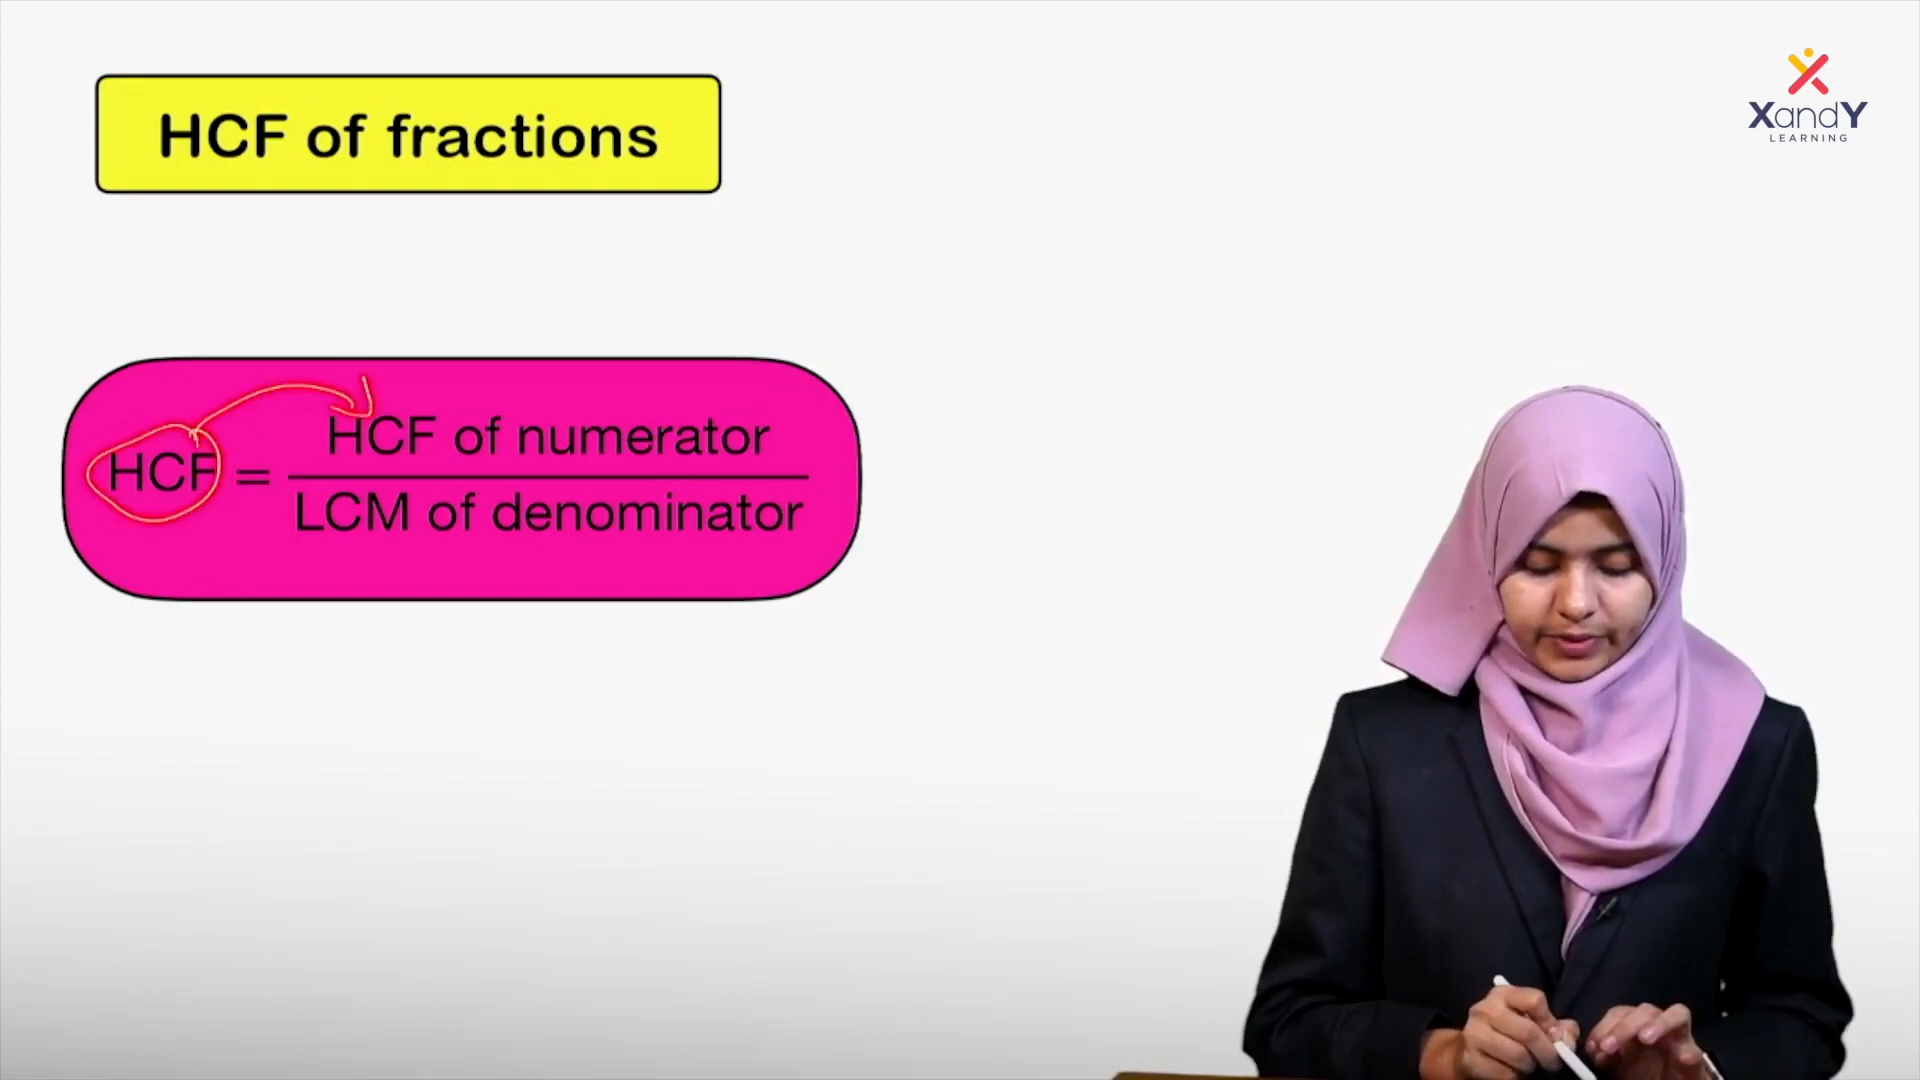 XandY
LEARNING
HCF of fractions
HCF = HCF of numerator
LCM of denominator